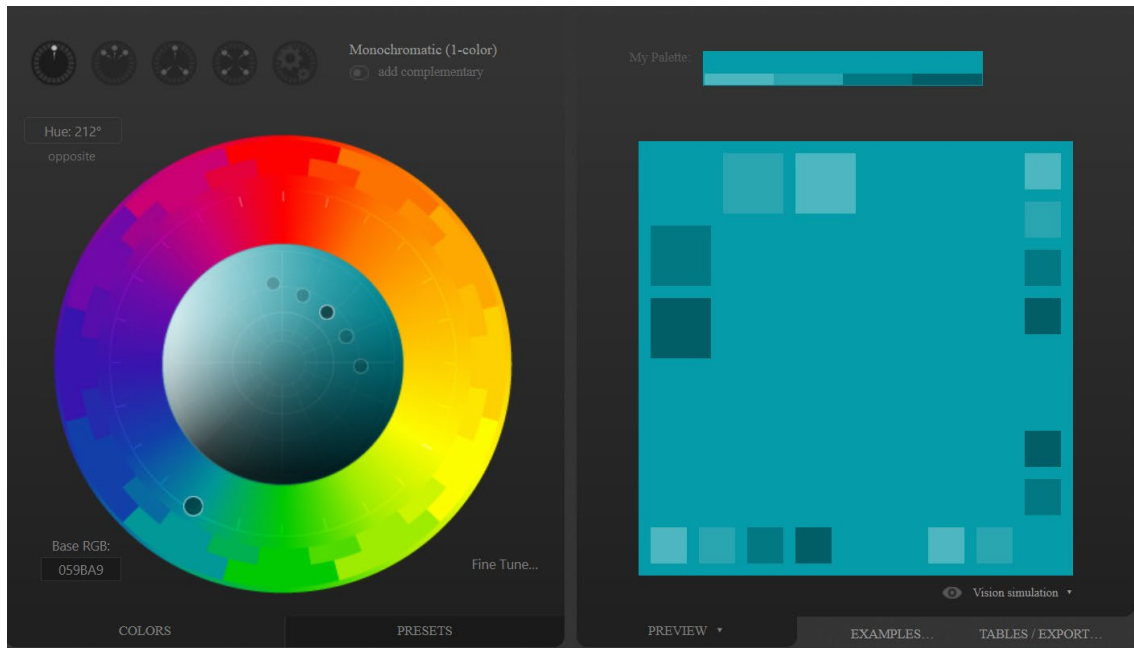 Monochromatic (1-color)
add complementary
Hue: 212°
opposite
Base RGB:
059BA9
Fine Tune...
COLORS
PRESETS
My Palette:
Vision simulation ▾
PREVIEW ▾
EXAMPLES...
TABLES / EXPORT...